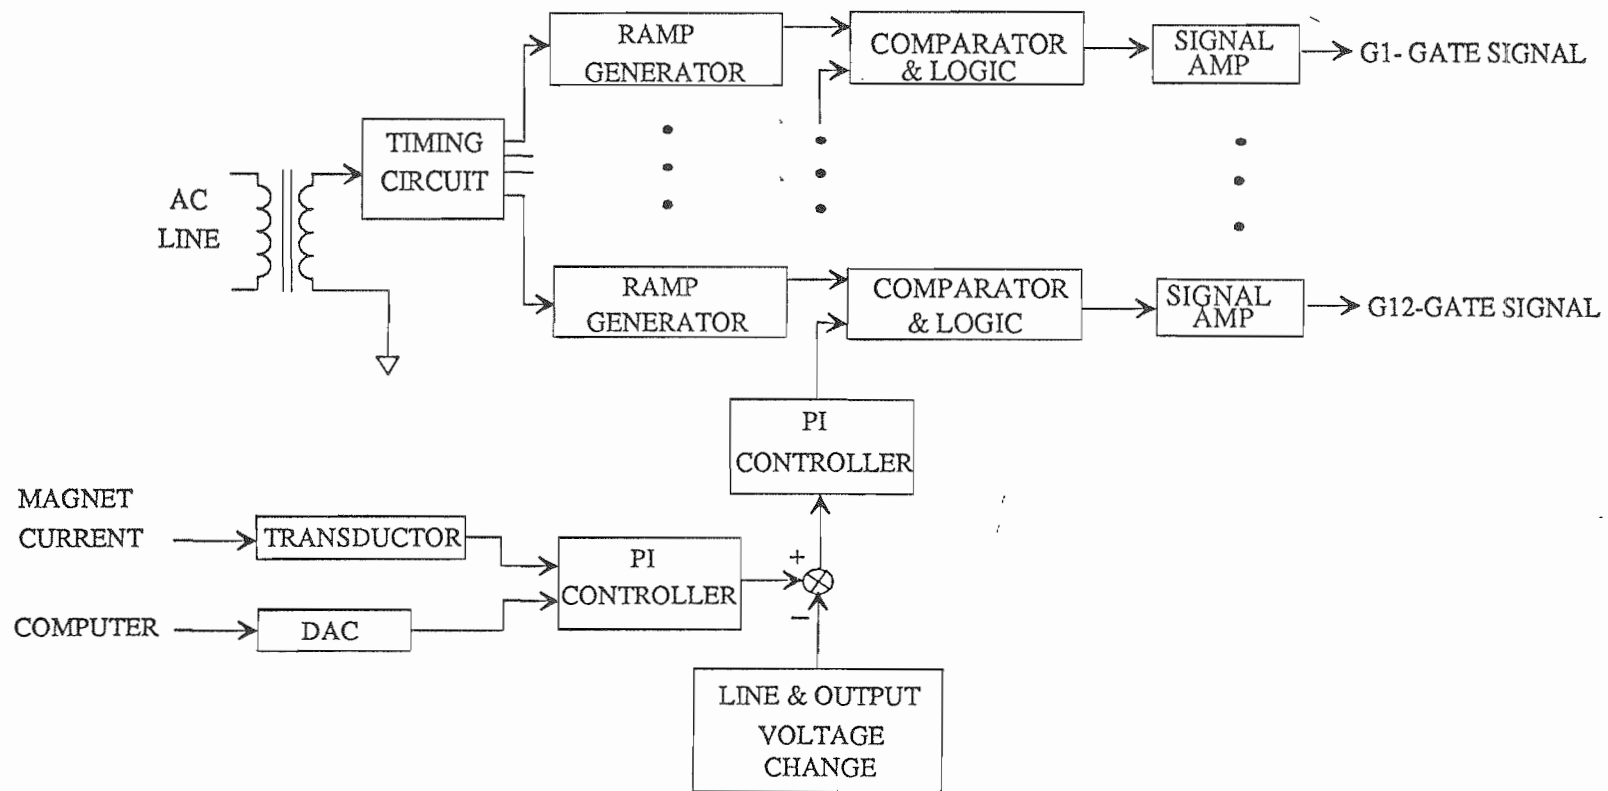 RAMP
GENERATOR
COMPARATOR
& LOGIC
SIGNAL
AMP
G1- GATE SIGNAL
TIMING
CIRCUIT
AC
LINE
RAMP
GENERATOR
COMPARATOR
& LOGIC
SIGNAL
AMP
G12-GATE SIGNAL
PI
CONTROLLER
MAGNET
CURRENT
TRANSDUCTOR
PI
CONTROLLER
+
−
COMPUTER
DAC
LINE & OUTPUT
VOLTAGE
CHANGE